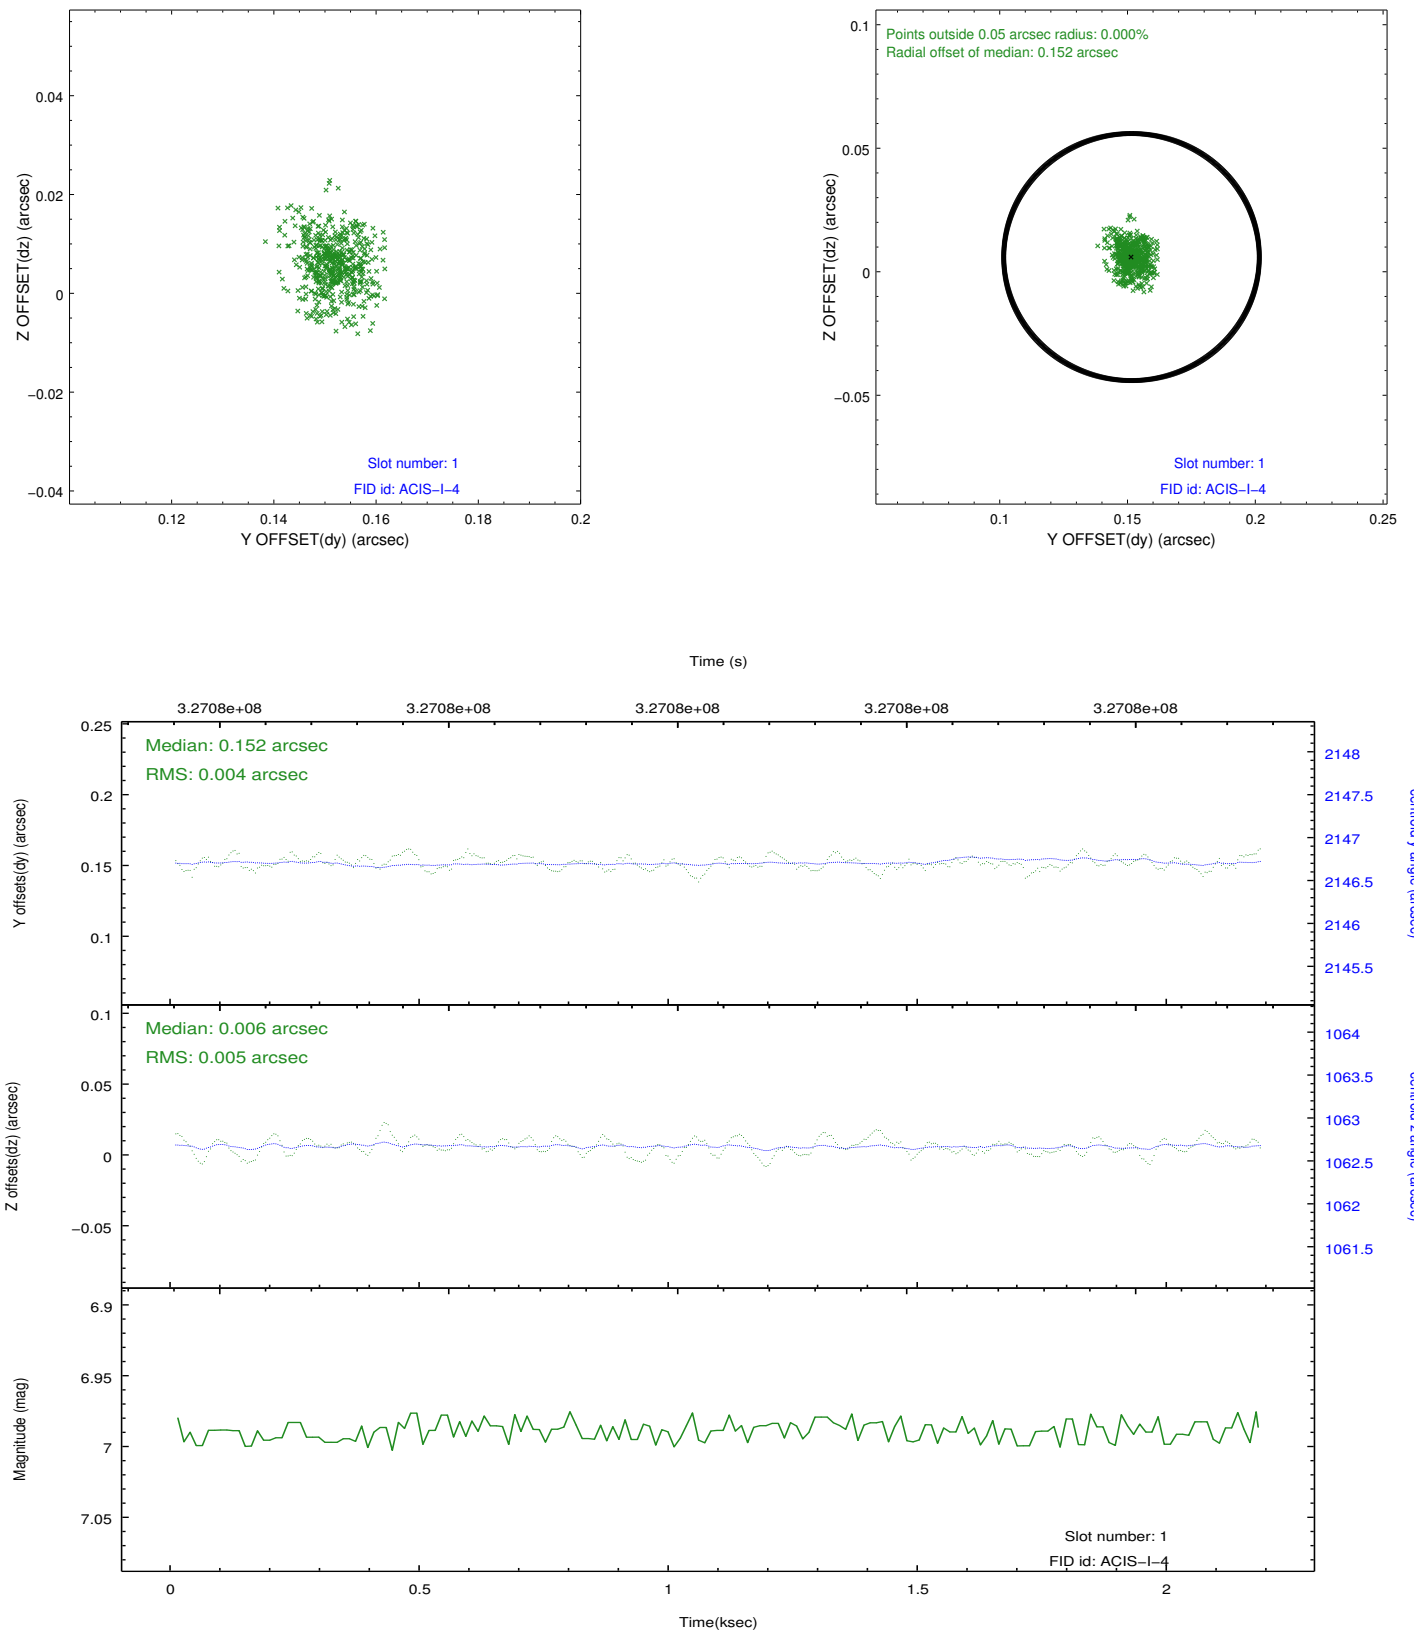 0.04
0.02
0
−0.02
−0.04
Z OFFSET(dz) (arcsec)
Slot number: 1
FID id: ACIS−I−4
0.12 0.14 0.16 0.18 0.2
Y OFFSET(dy) (arcsec)
Points outside 0.05 arcsec radius: 0.000%
Radial offset of median: 0.152 arcsec
0.1
0.05
0
−0.05
Z OFFSET(dz) (arcsec)
Slot number: 1
FID id: ACIS−I−4
0.1 0.15 0.2 0.25
Y OFFSET(dy) (arcsec)
Time (s)
3.2708e+08 3.2708e+08 3.2708e+08 3.2708e+08 3.2708e+08
Median: 0.152 arcsec
RMS: 0.004 arcsec
0.25
0.2
0.15
0.1
Y offsets(dy) (arcsec)
2148
2147.5
2147
2146.5
2146
2145.5
Median: 0.006 arcsec
RMS: 0.005 arcsec
0.1
0.05
0
−0.05
Z offsets(dz) (arcsec)
1064
1063.5
1063
1062.5
1062
1061.5
6.9
6.95
7
7.05
Magnitude (mag)
Slot number: 1
FID id: ACIS−I−4
0 0.5 1 1.5 2
Time(ksec)